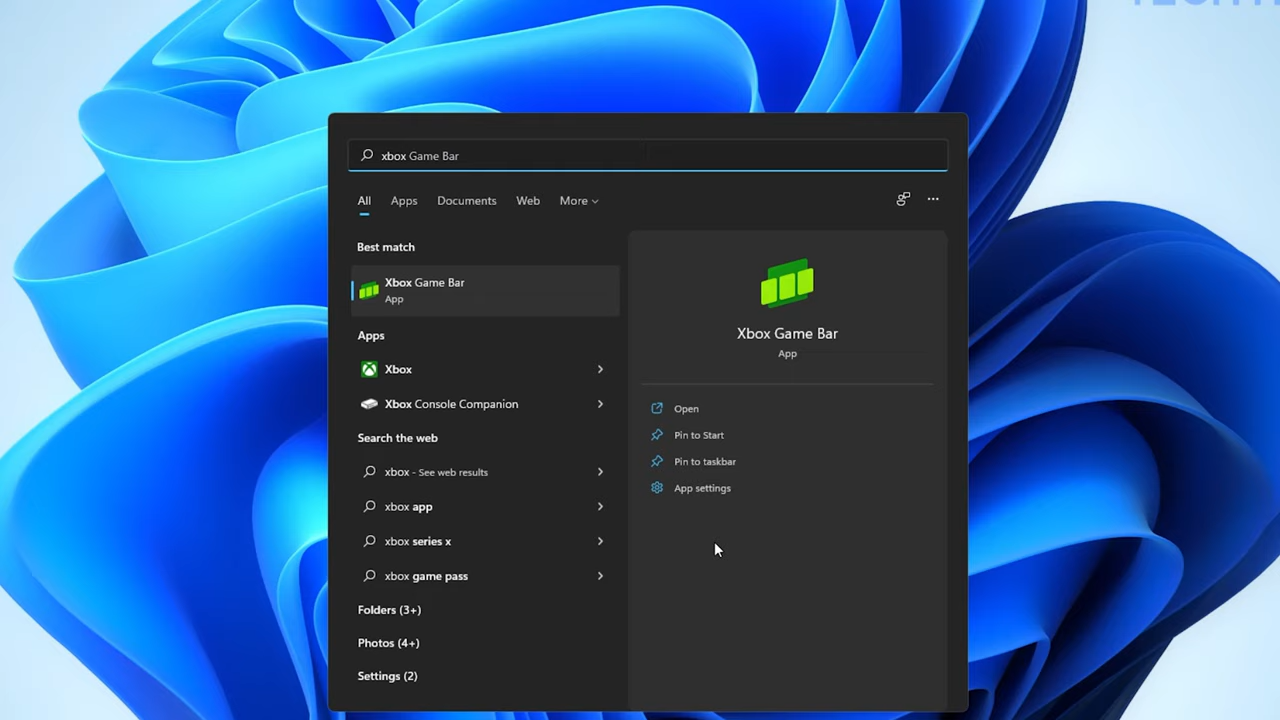 xbox Game Bar
All Apps Documents Web More
Best match
Xbox Game Bar
App
Apps
Xbox
Xbox Console Companion
Search the web
xbox - See web results
xbox app
xbox series x
xbox game pass
Folders (3+)
Photos (4+)
Settings (2)
Xbox Game Bar
App
Open
Pin to Start
Pin to taskbar
App settings